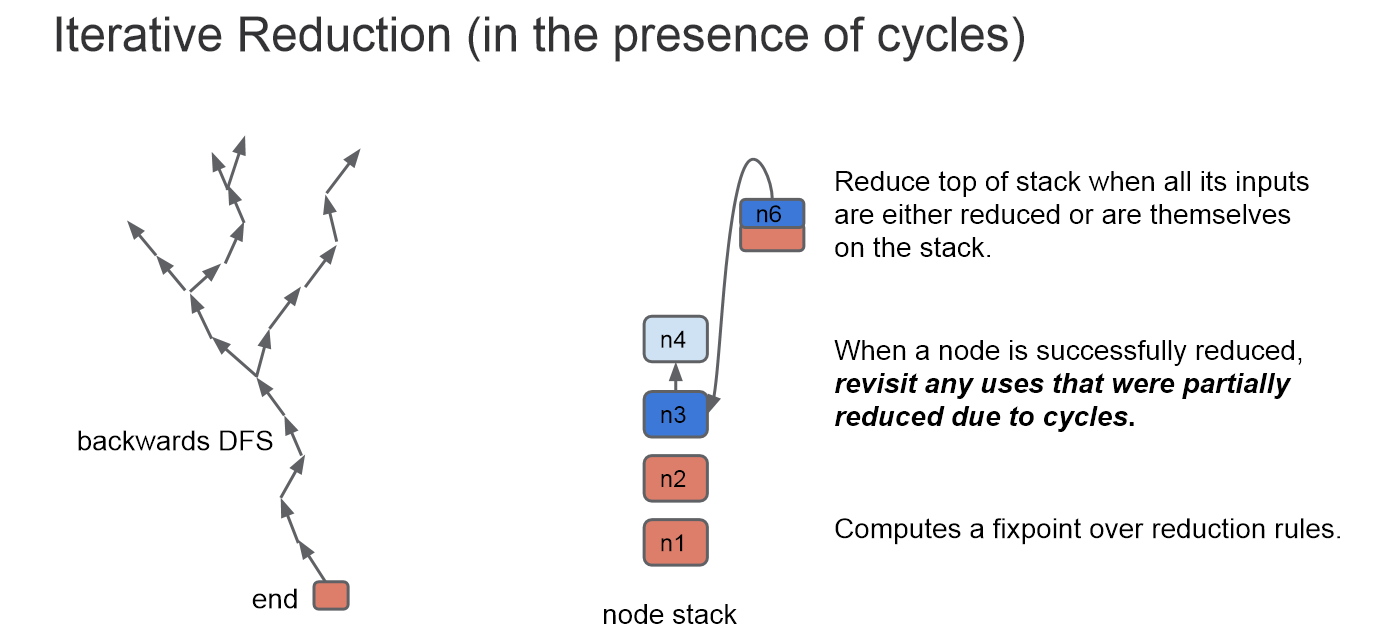 Iterative Reduction (in the presence of cycles)
Reduce top of stack when all its inputs
are either reduced or are themselves
on the stack.
n6
n4
When a node is successfully reduced,
revisit any uses that were partially
reduced due to cycles.
n3
backwards DFS
n2
n1
Computes a fixpoint over reduction rules.
end
node stack